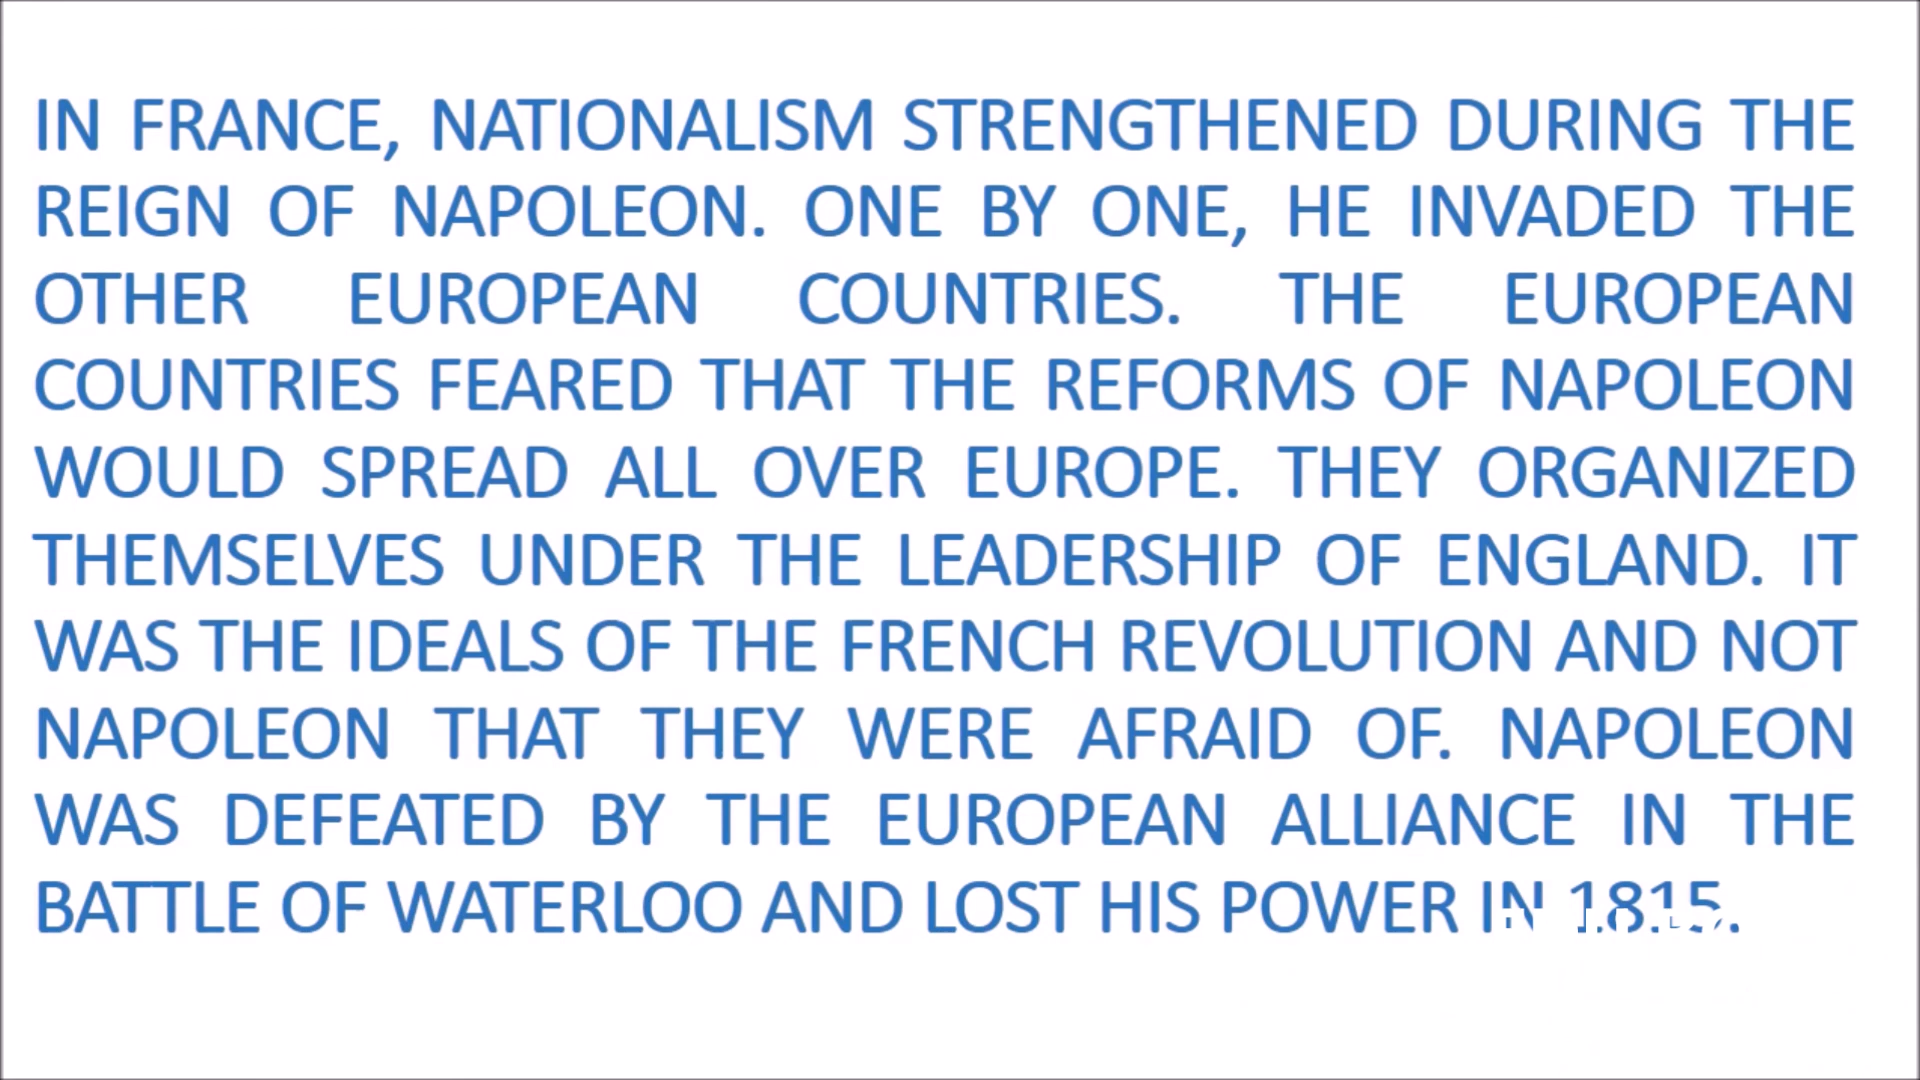 IN FRANCE, NATIONALISM STRENGTHENED DURING THE
REIGN OF NAPOLEON. ONE BY ONE, HE INVADED THE
OTHER EUROPEAN COUNTRIES. THE EUROPEAN
COUNTRIES FEARED THAT THE REFORMS OF NAPOLEON
WOULD SPREAD ALL OVER EUROPE. THEY ORGANIZED
THEMSELVES UNDER THE LEADERSHIP OF ENGLAND. IT
WAS THE IDEALS OF THE FRENCH REVOLUTION AND NOT
NAPOLEON THAT THEY WERE AFRAID OF. NAPOLEON
WAS DEFEATED BY THE EUROPEAN ALLIANCE IN THE
BATTLE OF WATERLOO AND LOST HIS POWER IN 1815.